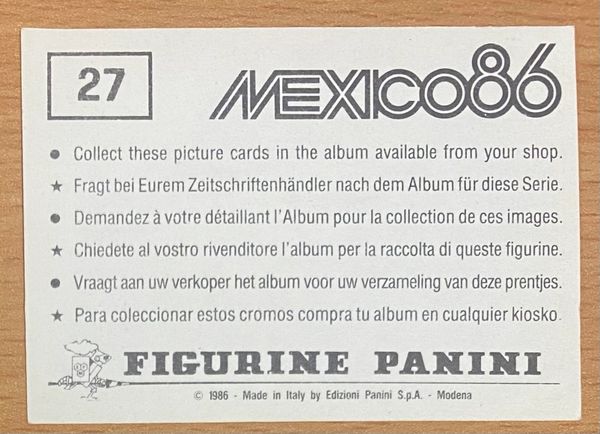 27
MEXICO86
● Collect these picture cards in the album available from your shop.
★ Fragt bei Eurem Zeitschriftenhändler nach dem Album für diese Serie.
● Demandez à votre détaillant l'Album pour la collection de ces images.
★ Chiedete al vostro rivenditore l'album per la raccolta di queste figurine.
● Vraagt aan uw verkoper het album voor uw verzameling van deze prentjes.
★ Para coleccionar estos cromos compra tu album en cualquier kiosko.
FIGURINE PANINI
© 1986 - Made in Italy by Edizioni Panini S.p.A. - Modena